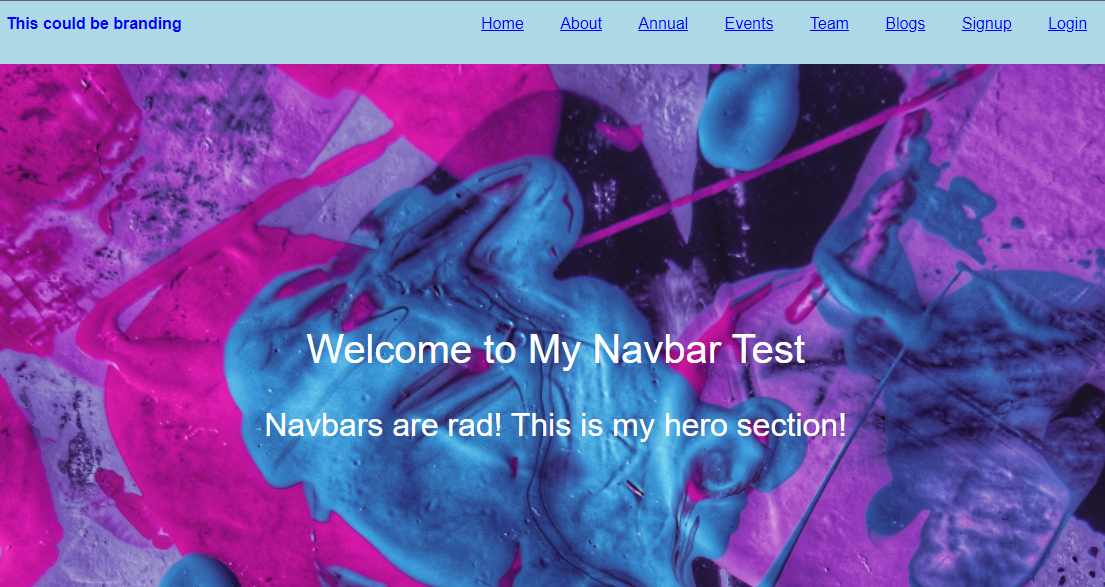 This could be branding Home About Annual Events Team Blogs Signup Login
Welcome to My Navbar Test
Navbars are rad! This is my hero section!